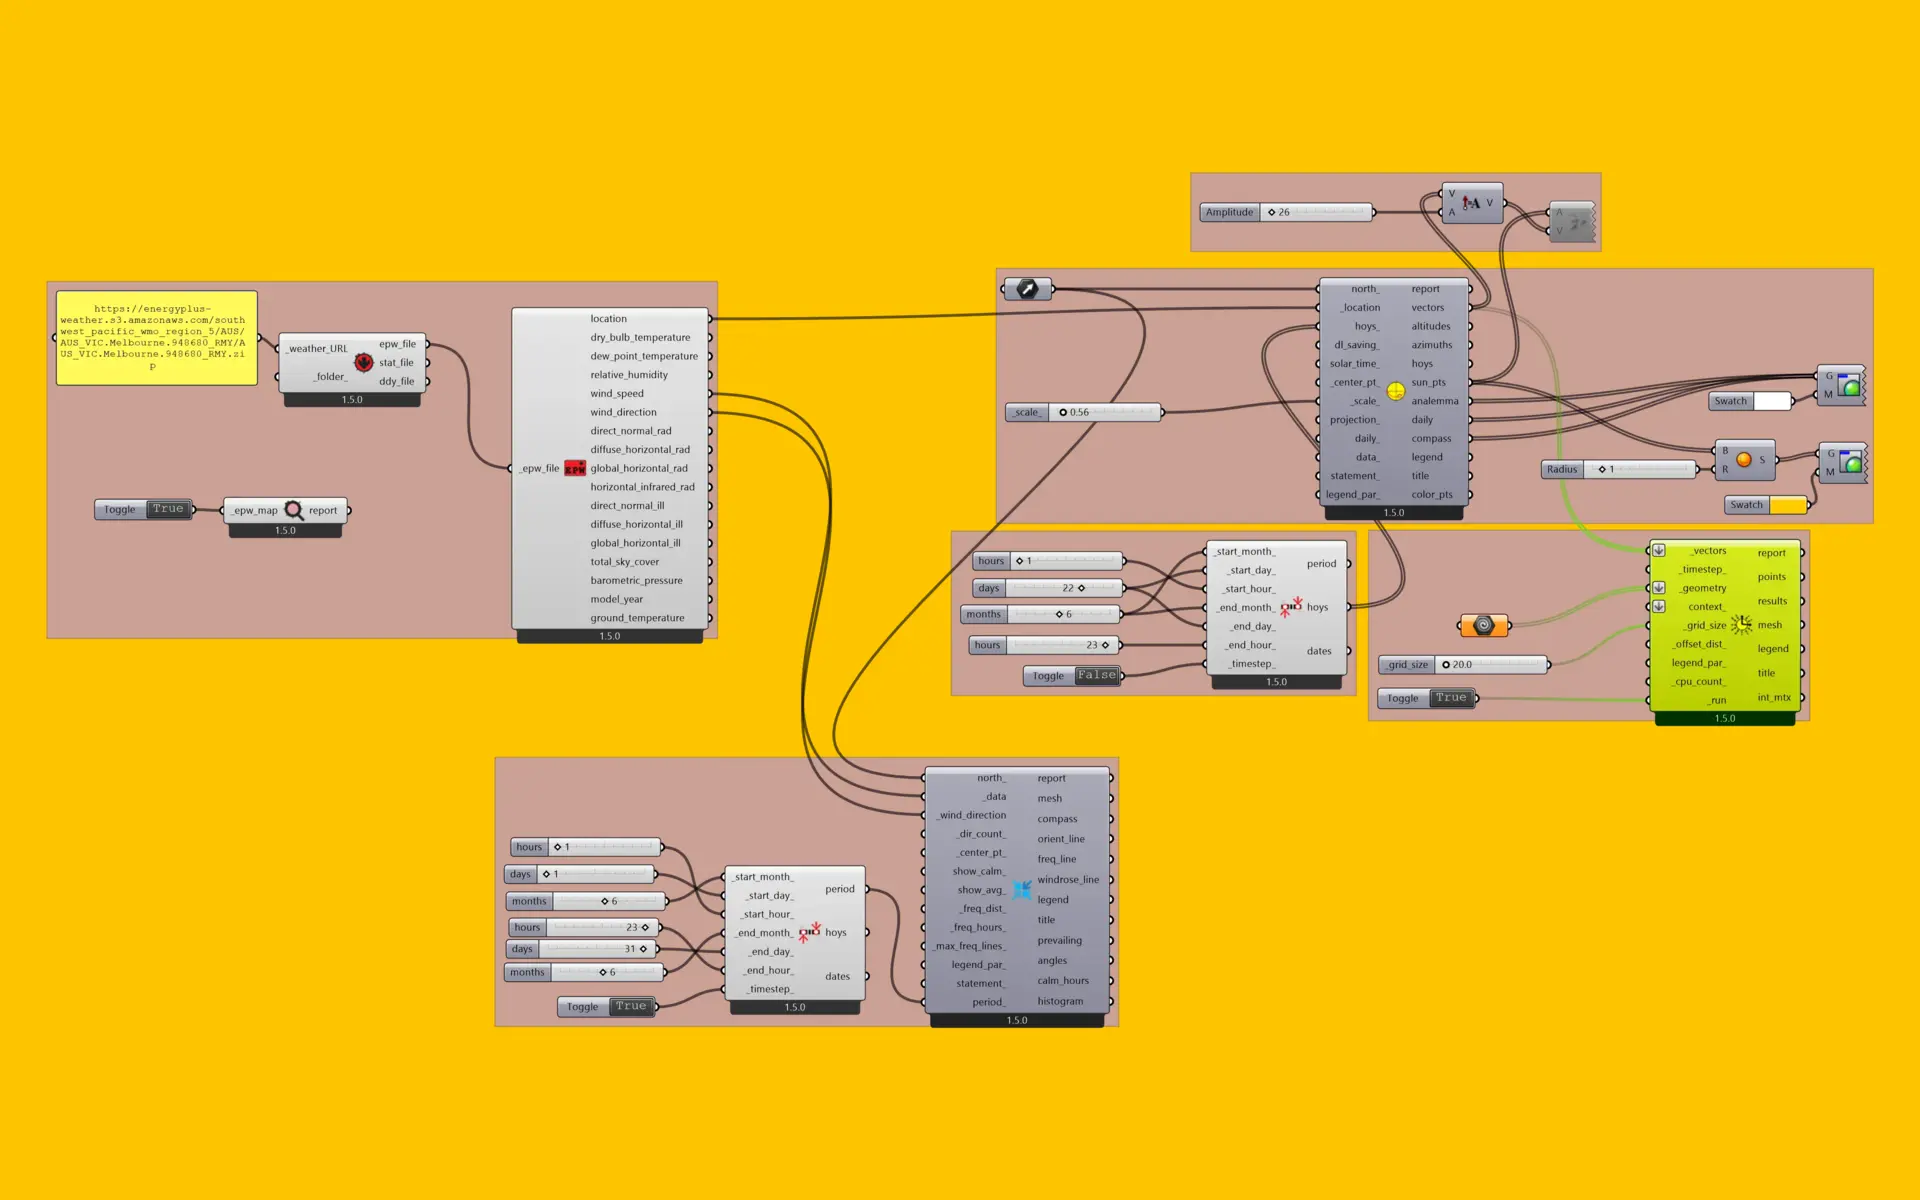 https://energyplus-
weather.s3.amazonaws.com/south
west_pacific_wmo_region_5/AUS/
AUS_VIC.Melbourne.948680_RMY/A
US_VIC.Melbourne.948680_RMY.zi
p
_weather_URL
_folder_
epw_file
stat_file
ddy_file
1.5.0
Toggle True
_epw_map report
1.5.0
_epw_file
EPW
location
dry_bulb_temperature
dew_point_temperature
relative_humidity
wind_speed
wind_direction
direct_normal_rad
diffuse_horizontal_rad
global_horizontal_rad
horizontal_infrared_rad
direct_normal_ill
diffuse_horizontal_ill
global_horizontal_ill
total_sky_cover
barometric_pressure
model_year
ground_temperature
1.5.0
Amplitude 26
V
A
V
A
V
_scale_ 0.56
north_
_location
hoys_
dl_saving_
solar_time_
_center_pt_
_scale_
projection_
daily_
data_
statement_
legend_par_
report
vectors
altitudes
azimuths
hoys
sun_pts
analemma
daily
compass
legend
title
color_pts
1.5.0
Swatch
G
M
Radius 1
B
R
S
G
M
Swatch
hours 1
days 22
months 6
hours 23
Toggle False
_start_month_
_start_day_
_start_hour_
_end_month_
_end_day_
_end_hour_
_timestep_
period
hoys
dates
1.5.0
_grid_size 20.0
Toggle True
_vectors
_timestep_
_geometry
context_
_grid_size
_offset_dist_
legend_par_
_cpu_count_
_run
report
points
results
mesh
legend
title
int_mtx
1.5.0
hours 1
days 1
months 6
hours 23
days 31
months 6
Toggle True
_start_month_
_start_day_
_start_hour_
_end_month_
_end_day_
_end_hour_
_timestep_
period
hoys
dates
1.5.0
north_
_data
_wind_direction
_dir_count_
_center_pt_
show_calm_
show_avg_
_freq_dist_
_freq_hours_
_max_freq_lines_
legend_par_
statement_
period_
report
mesh
compass
orient_line
freq_line
windrose_line
legend
title
prevailing
angles
calm_hours
histogram
1.5.0